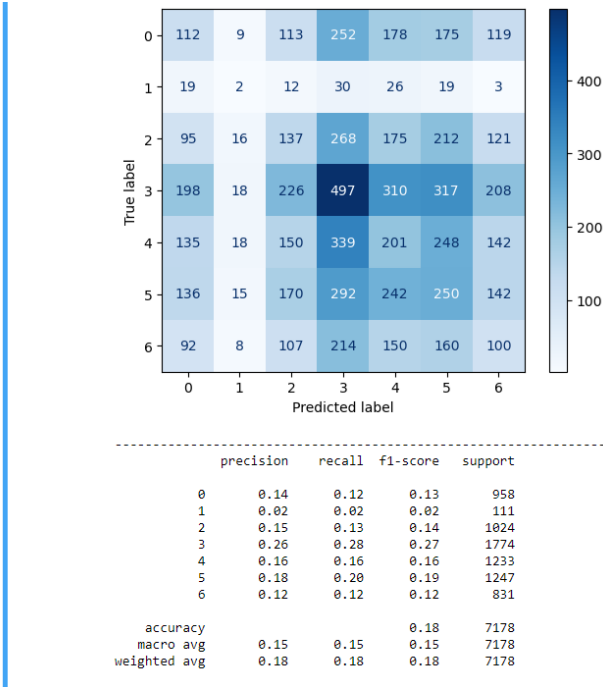 0 112 9 113 252 178 175 119
1 19 2 12 30 26 19 3
2 95 16 137 268 175 212 121
3 198 18 226 497 310 317 208
4 135 18 150 339 201 248 142
5 136 15 170 292 242 250 142
6 92 8 107 214 150 160 100
0 1 2 3 4 5 6
Predicted label
True label
400
300
200
100
--------------------------------------------------------------------
precision recall f1-score support
0 0.14 0.12 0.13 958
1 0.02 0.02 0.02 111
2 0.15 0.13 0.14 1024
3 0.26 0.28 0.27 1774
4 0.16 0.16 0.16 1233
5 0.18 0.20 0.19 1247
6 0.12 0.12 0.12 831
accuracy 0.18 7178
macro avg 0.15 0.15 0.15 7178
weighted avg 0.18 0.18 0.18 7178